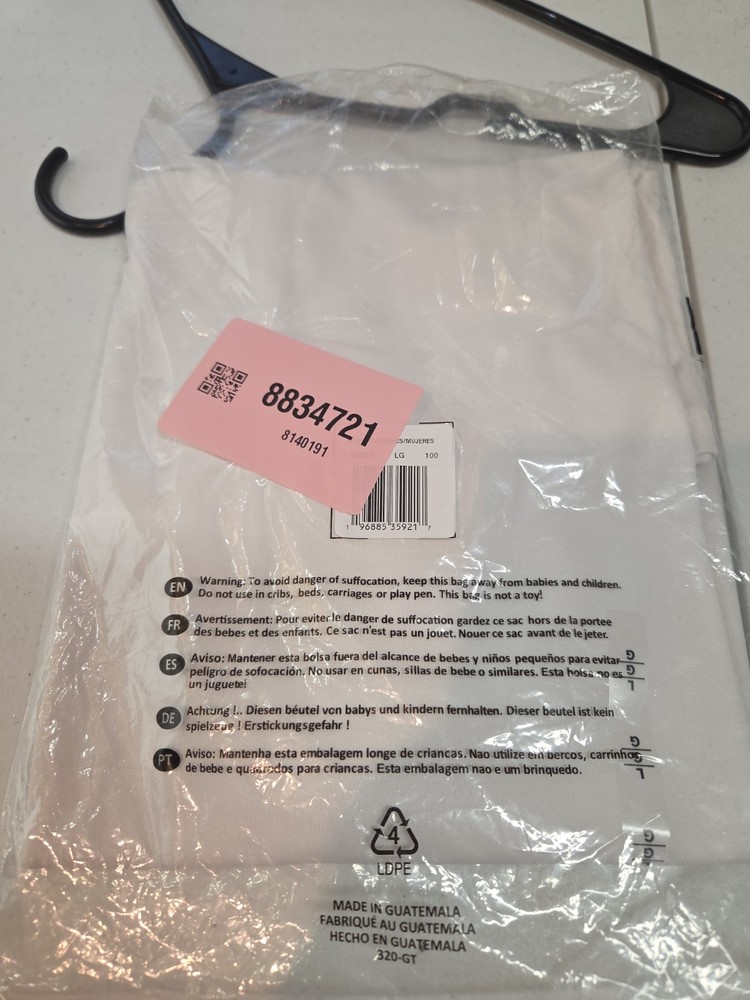 8834721
8140191
ES/MUJERES
LG 100
1 96885 35921 7
EN Warning: To avoid danger of suffocation, keep this bag away from babies and children.
Do not use in cribs, beds, carriages or play pen. This bag is not a toy!
FR Avertissement: Pour eviter le danger de suffocation gardez ce sac hors de la portee
des bebes et des enfants. Ce sac n'est pas un jouet. Nouer ce sac avant de le jeter.
ES Aviso: Mantener esta bolsa fuera del alcance de bebes y niños pequeños para evitar
peligro de sofocación. No usar en cunas, sillas de bebe o similares. Esta bolsa no es
un juguete!
DE Achtung !.. Diesen béutel von babys und kindern fernhalten. Dieser beutel ist kein
spielzeug ! Erstickungsgefahr !
PT Aviso: Mantenha esta embalagem longe de criancas. Nao utilize em bercos, carrinhos
de bebe e quadrados para criancas. Esta embalagem nao e um brinquedo.
G
G
L
G
G
L
G
G
4
LDPE
MADE IN GUATEMALA
FABRIQUÉ AU GUATEMALA
HECHO EN GUATEMALA
320-GT